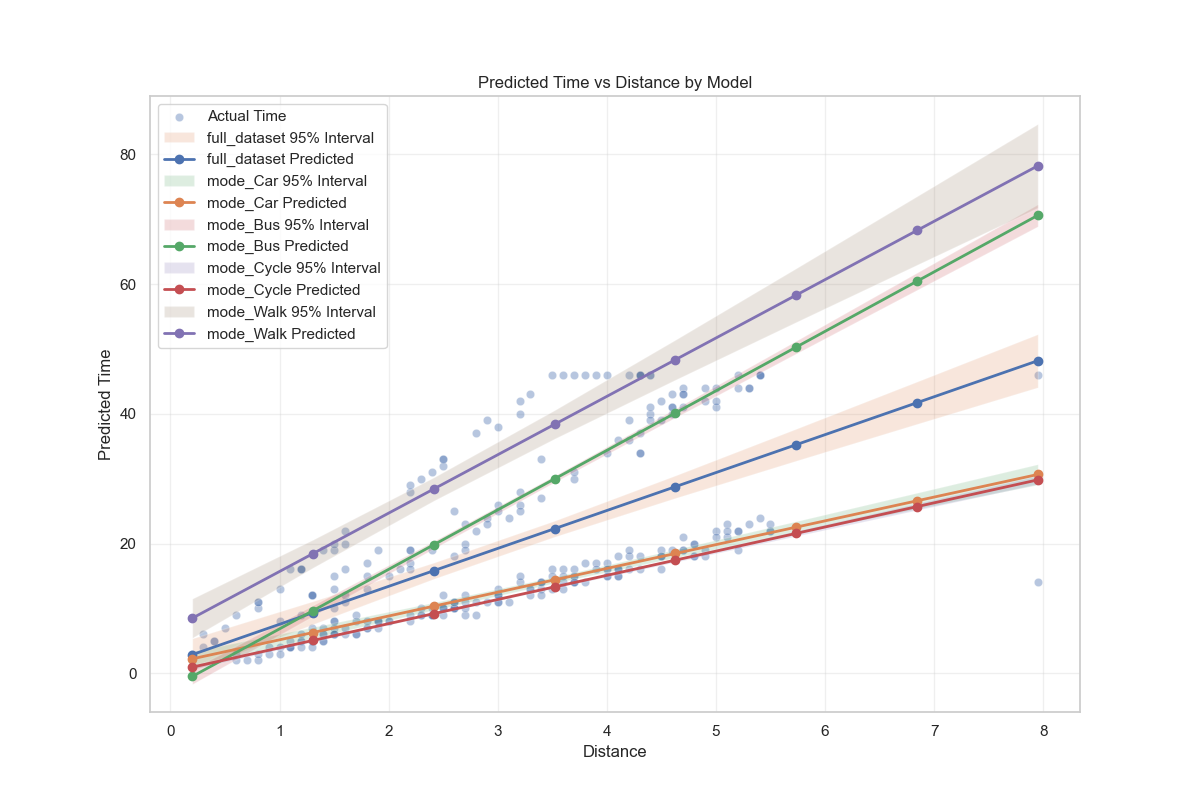 Predicted Time vs Distance by Model
Actual Time
full_dataset 95% Interval
full_dataset Predicted
mode_Car 95% Interval
mode_Car Predicted
mode_Bus 95% Interval
mode_Bus Predicted
mode_Cycle 95% Interval
mode_Cycle Predicted
mode_Walk 95% Interval
mode_Walk Predicted
Predicted Time
80
60
40
20
0
0 1 2 3 4 5 6 7 8
Distance